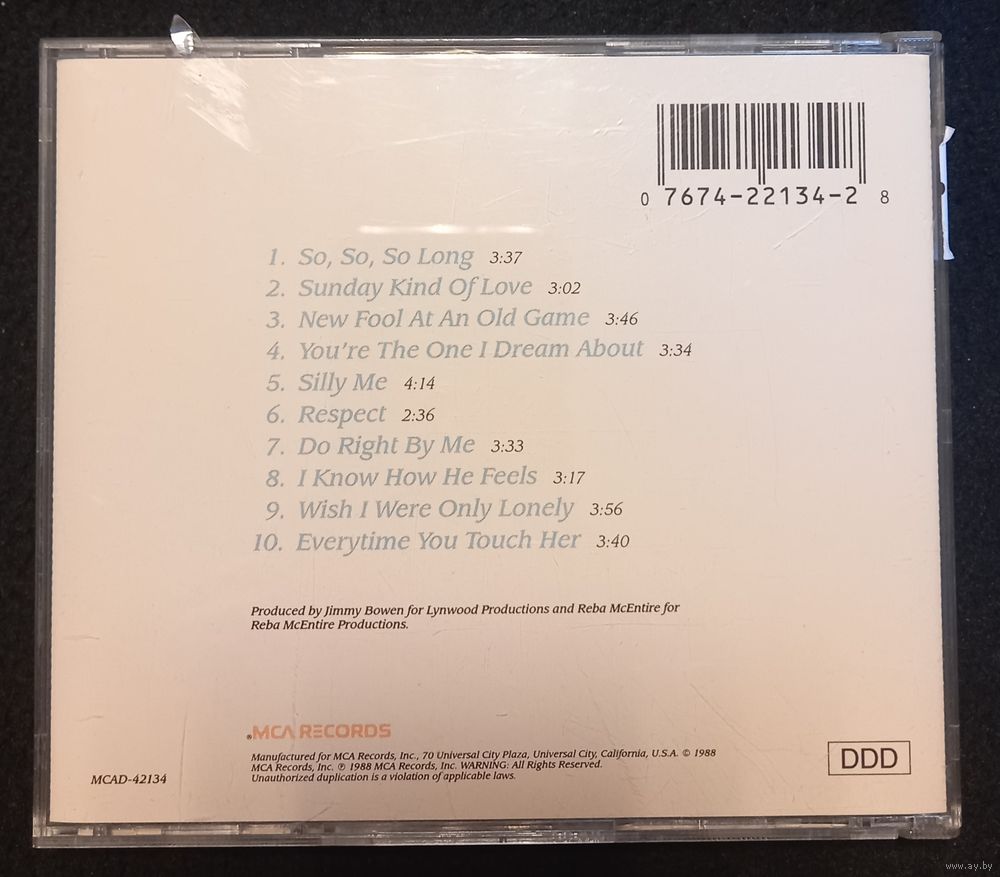 0 7674-22134-2 8
1. So, So, So Long 3:37
2. Sunday Kind Of Love 3:02
3. New Fool At An Old Game 3:46
4. You're The One I Dream About 3:34
5. Silly Me 4:14
6. Respect 2:36
7. Do Right By Me 3:33
8. I Know How He Feels 3:17
9. Wish I Were Only Lonely 3:56
10. Everytime You Touch Her 3:40
Produced by Jimmy Bowen for Lynwood Productions and Reba McEntire for
Reba McEntire Productions.
MCA RECORDS
Manufactured for MCA Records, Inc., 70 Universal City Plaza, Universal City, California, U.S.A. © 1988
MCA Records, Inc. ℗ 1988 MCA Records, Inc. WARNING: All Rights Reserved.
Unauthorized duplication is a violation of applicable laws.
MCAD-42134
DDD
www.ay.by